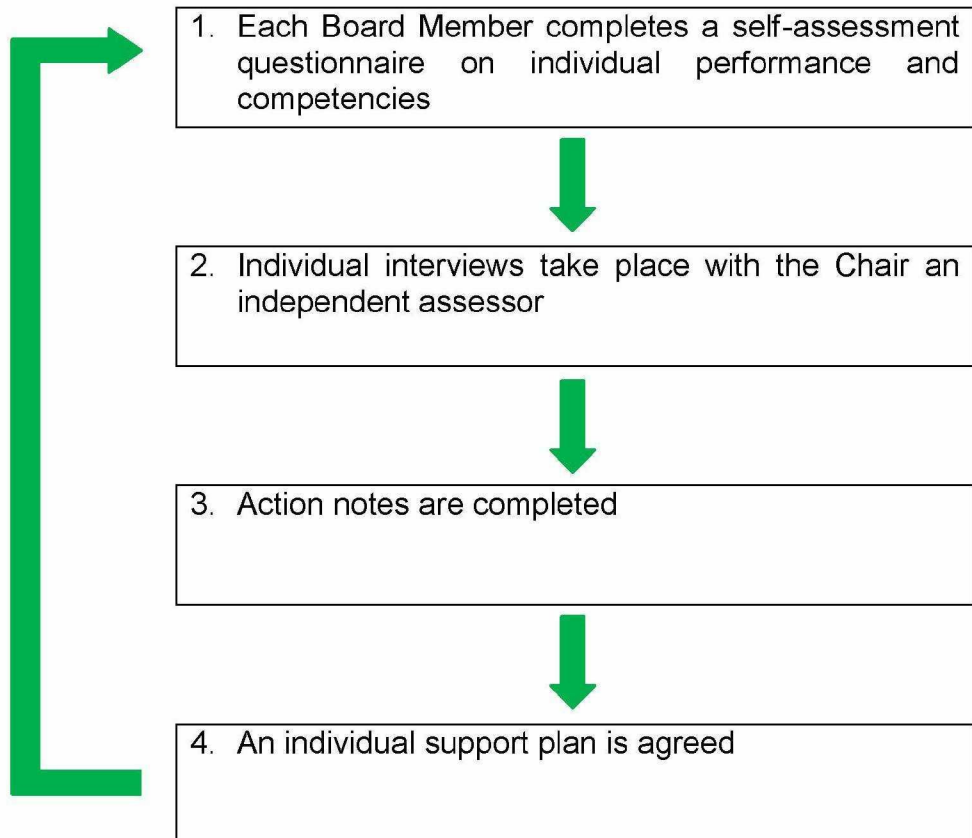 1. Each Board Member completes a self-assessment
questionnaire on individual performance and
competencies
2. Individual interviews take place with the Chair an
independent assessor
3. Action notes are completed
4. An individual support plan is agreed